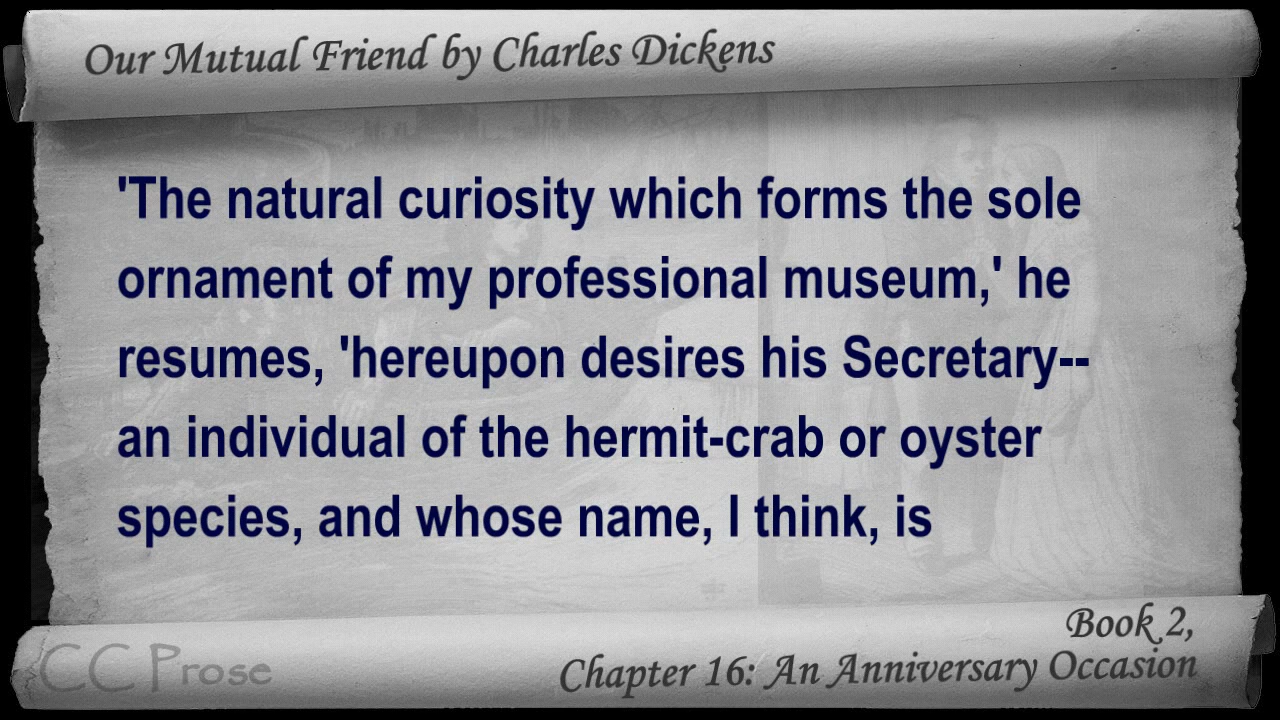 Our Mutual Friend by Charles Dickens
'The natural curiosity which forms the sole
ornament of my professional museum,' he
resumes, 'hereupon desires his Secretary--
an individual of the hermit-crab or oyster
species, and whose name, I think, is
Book 2,
Chapter 16: An Anniversary Occasion
CC Prose